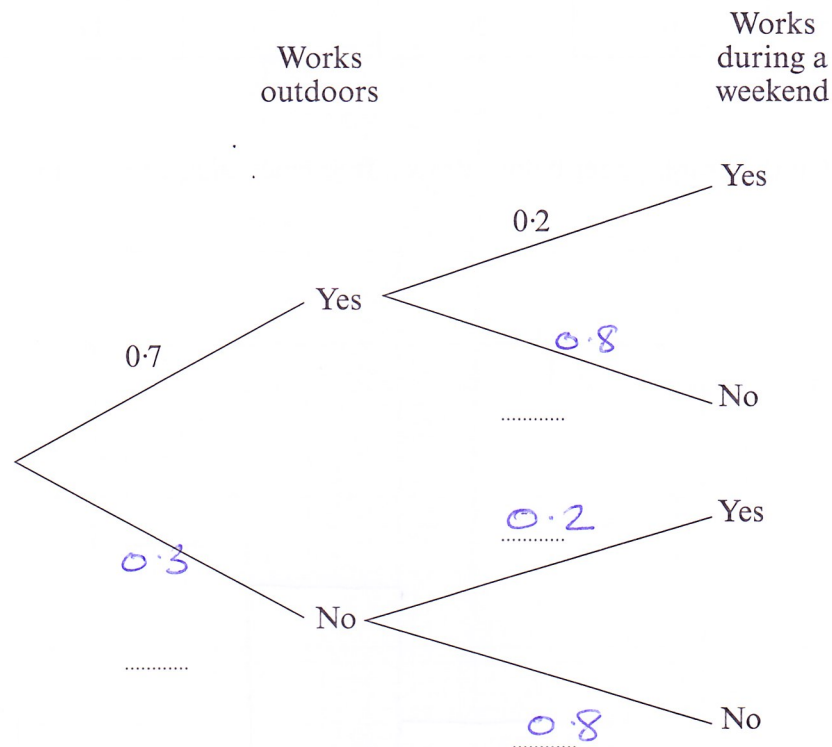 Works
outdoors
Works
during a
weekend
Yes
0·2
Yes
0·8
0·7
No
............
0·2
............
Yes
0·3
No
............
0·8
............
No